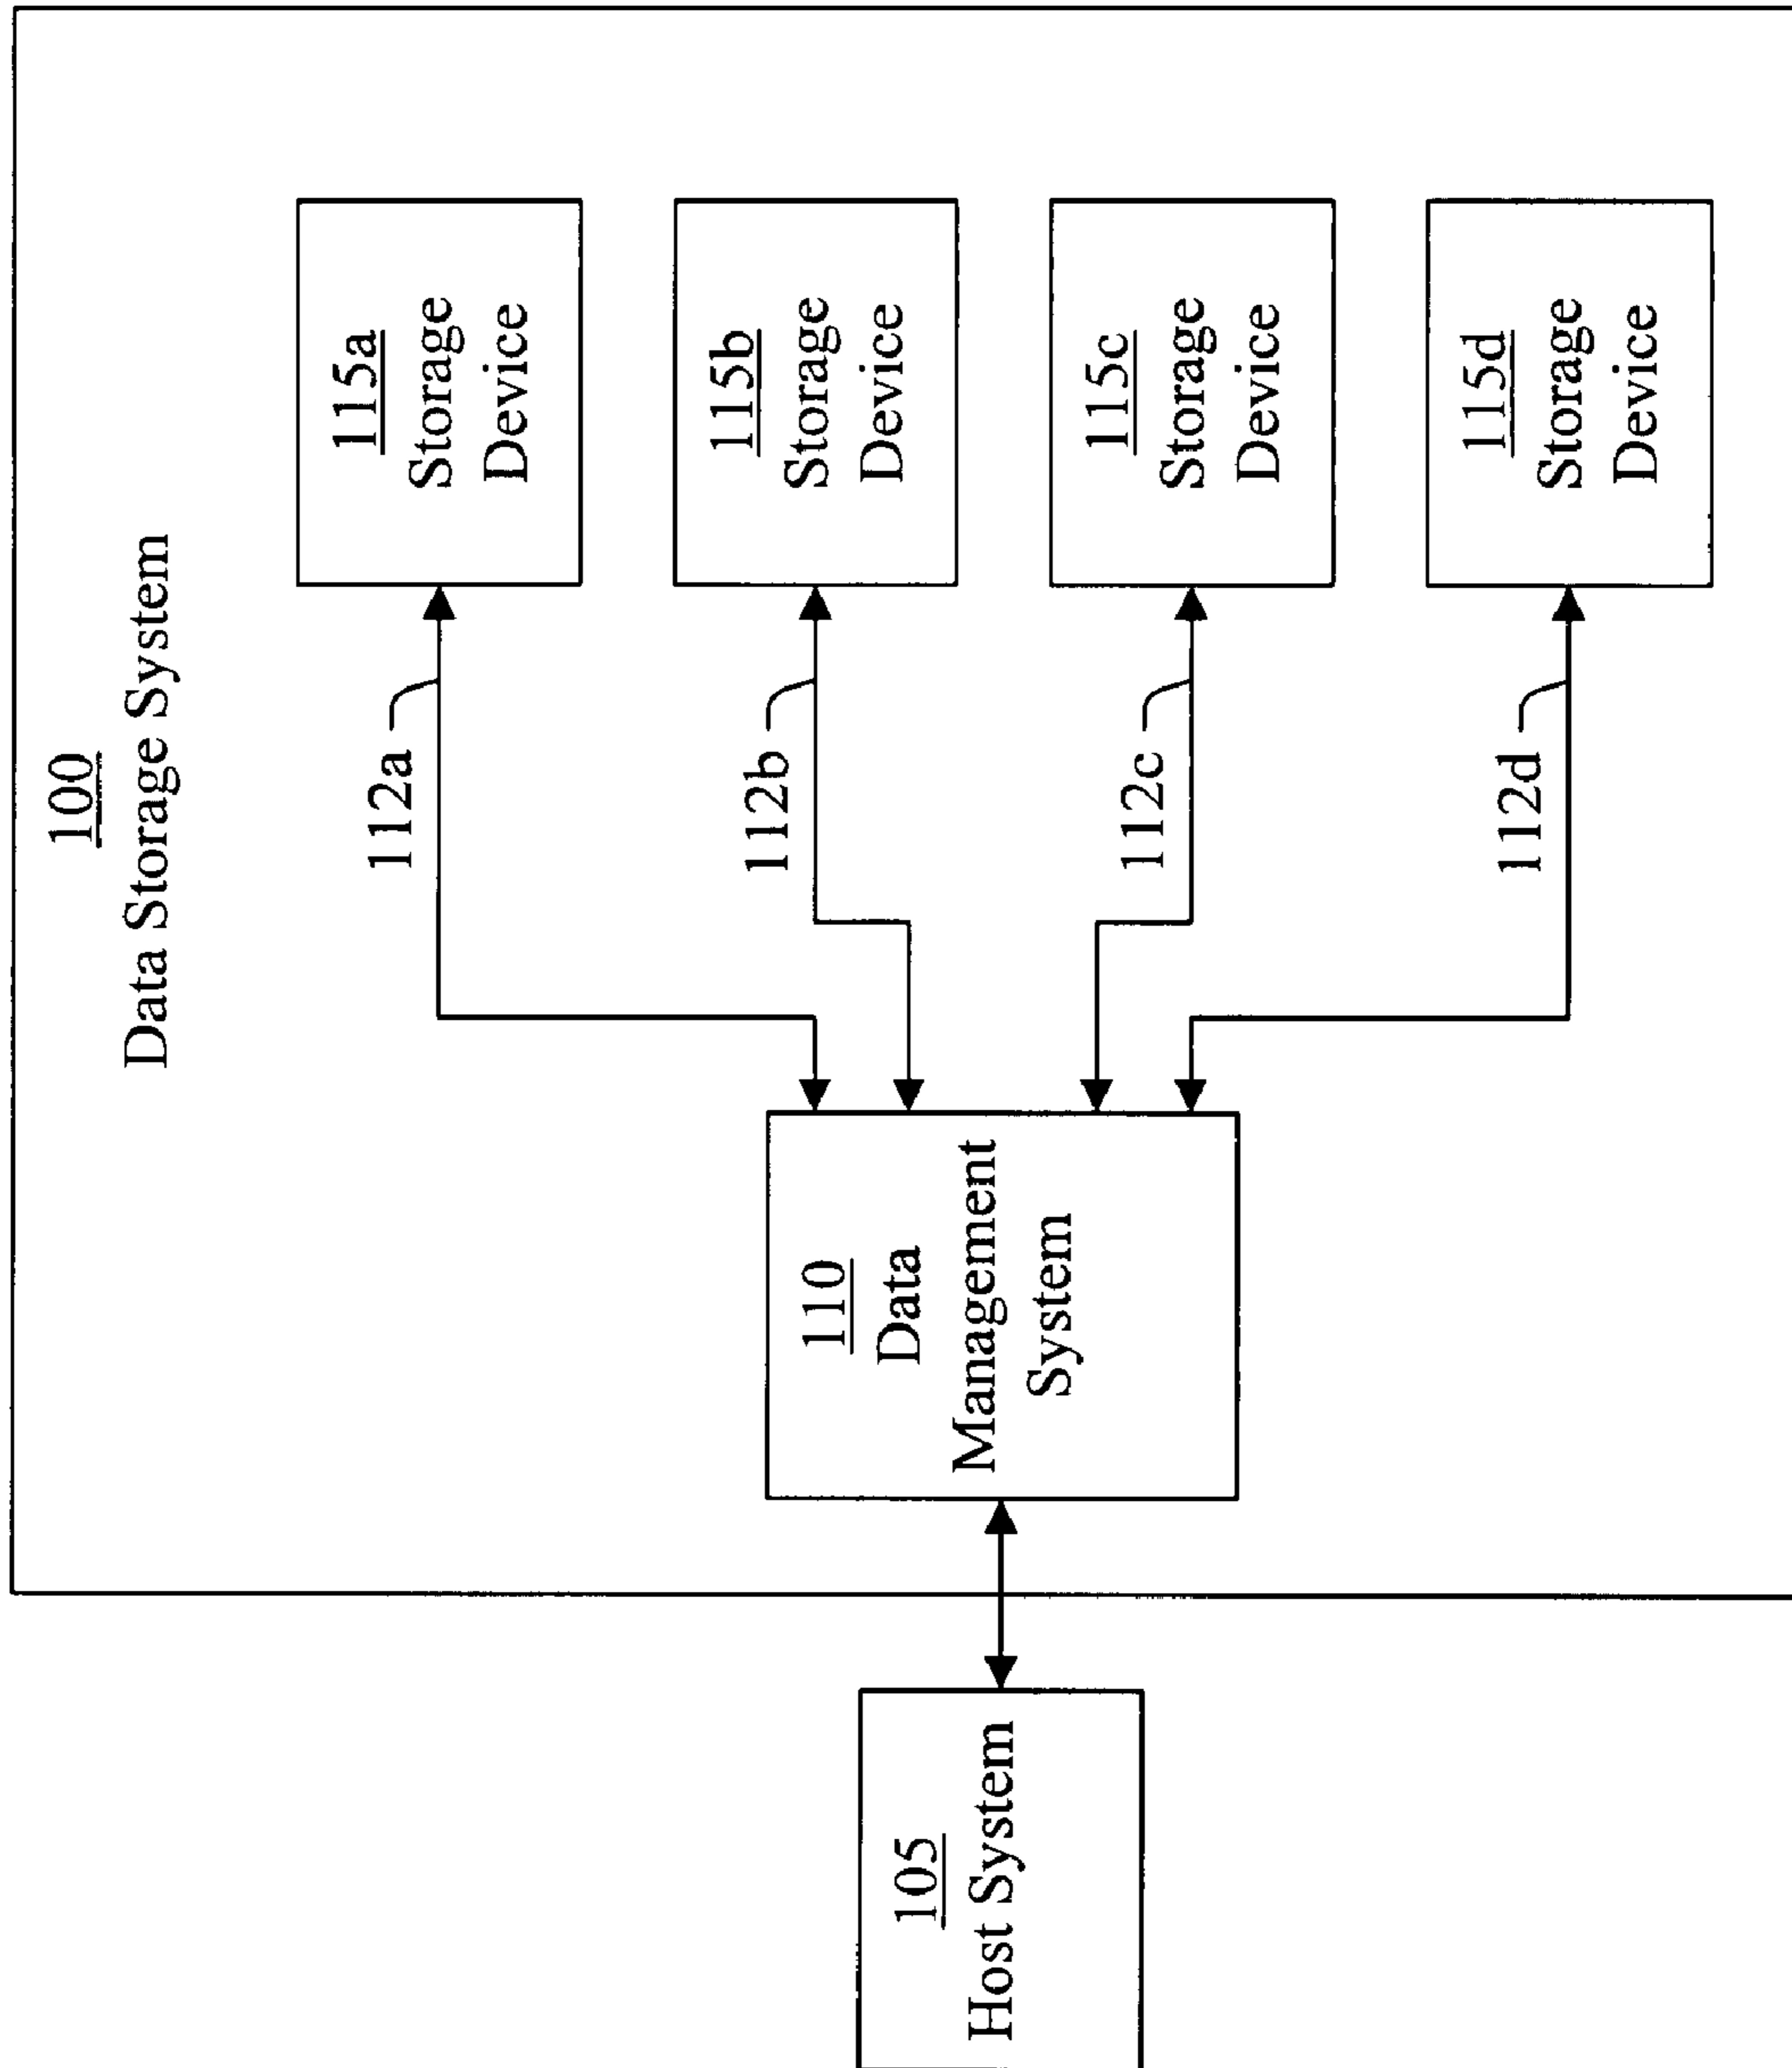 100
Data Storage System
105
Host System
110
Data
Management
System
112a
112b
112c
112d
115a
Storage
Device
115b
Storage
Device
115c
Storage
Device
115d
Storage
Device